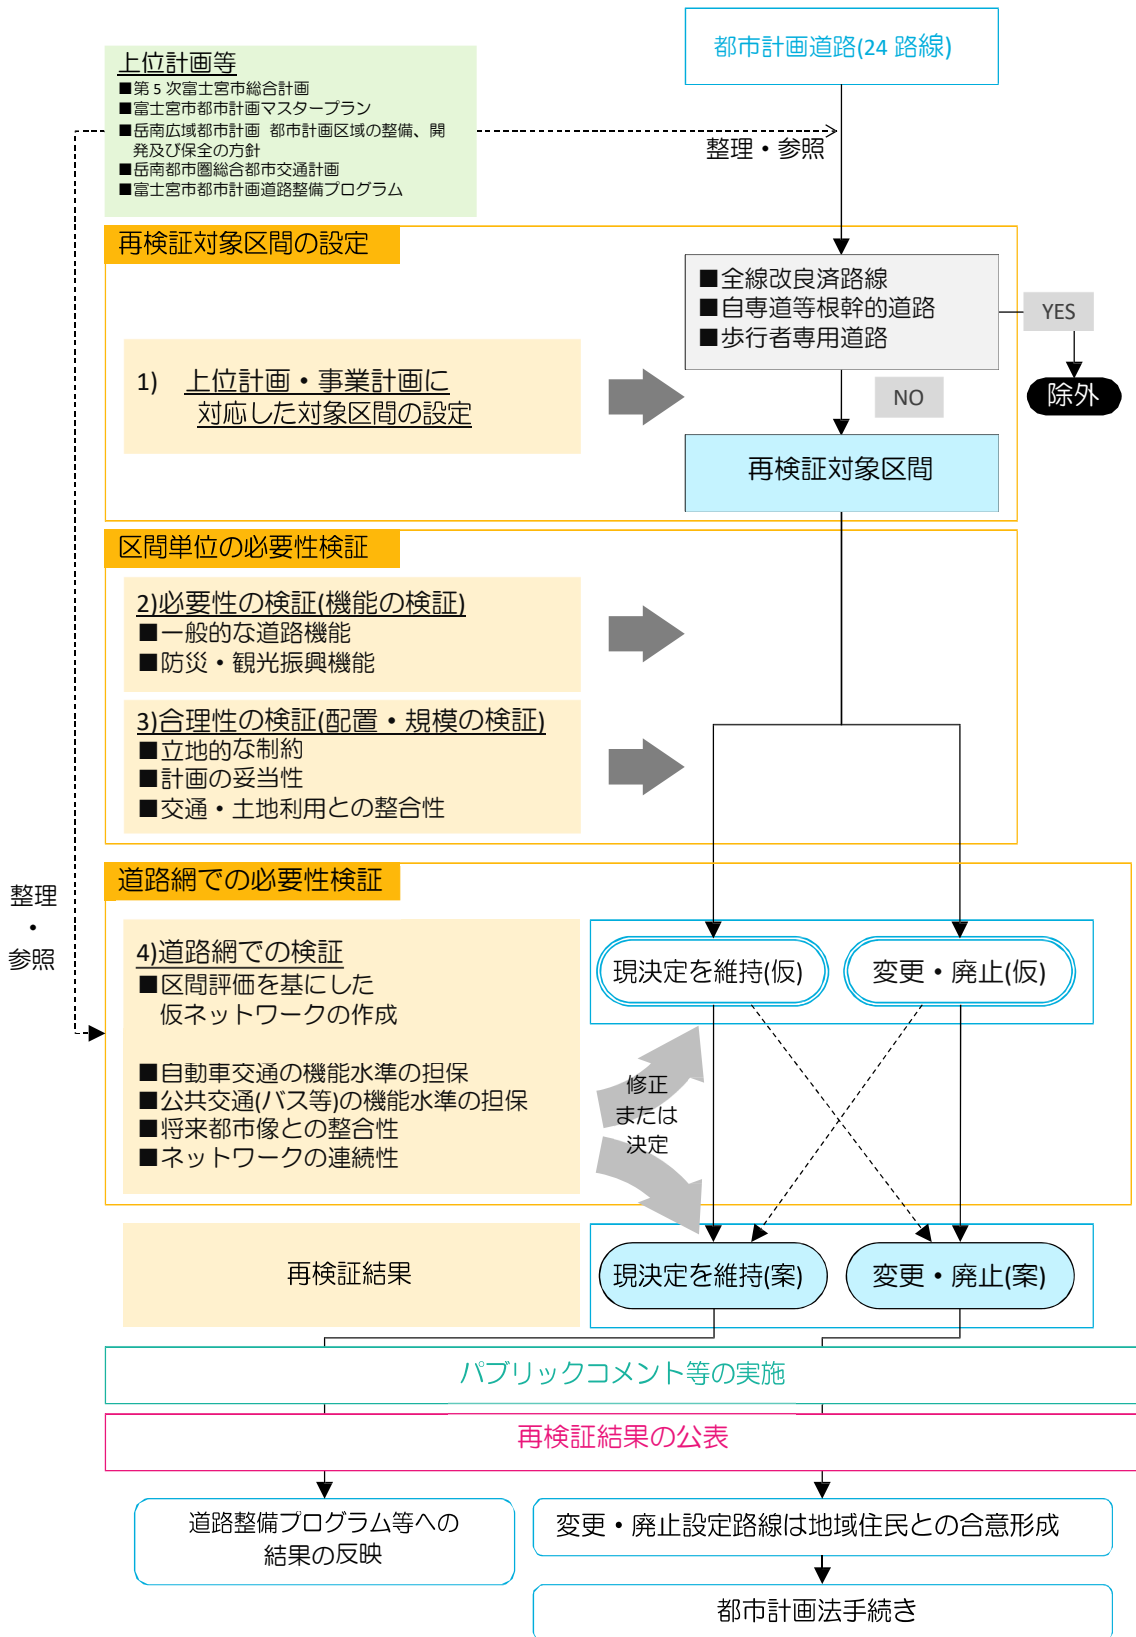 都市計画道路(24 路線)
上位計画等
■第 5 次富士宮市総合計画
■富士宮市都市計画マスタープラン
■岳南広域都市計画 都市計画区域の整備、開
発及び保全の方針
■岳南都市圏総合都市交通計画
■富士宮市都市計画道路整備プログラム
整理・参照
再検証対象区間の設定
■全線改良済路線
■自専道等根幹的道路
■歩行者専用道路
YES
除外
1) 上位計画・事業計画に
対応した対象区間の設定
NO
再検証対象区間
区間単位の必要性検証
2)必要性の検証(機能の検証)
■一般的な道路機能
■防災・観光振興機能
3)合理性の検証(配置・規模の検証)
■立地的な制約
■計画の妥当性
■交通・土地利用との整合性
道路網での必要性検証
整理
・
参照
4)道路網での検証
■区間評価を基にした
仮ネットワークの作成
■自動車交通の機能水準の担保
■公共交通(バス等)の機能水準の担保
■将来都市像との整合性
■ネットワークの連続性
現決定を維持(仮)
変更・廃止(仮)
修正
または
決定
再検証結果
現決定を維持(案)
変更・廃止(案)
パブリックコメント等の実施
再検証結果の公表
道路整備プログラム等への
結果の反映
変更・廃止設定路線は地域住民との合意形成
都市計画法手続き